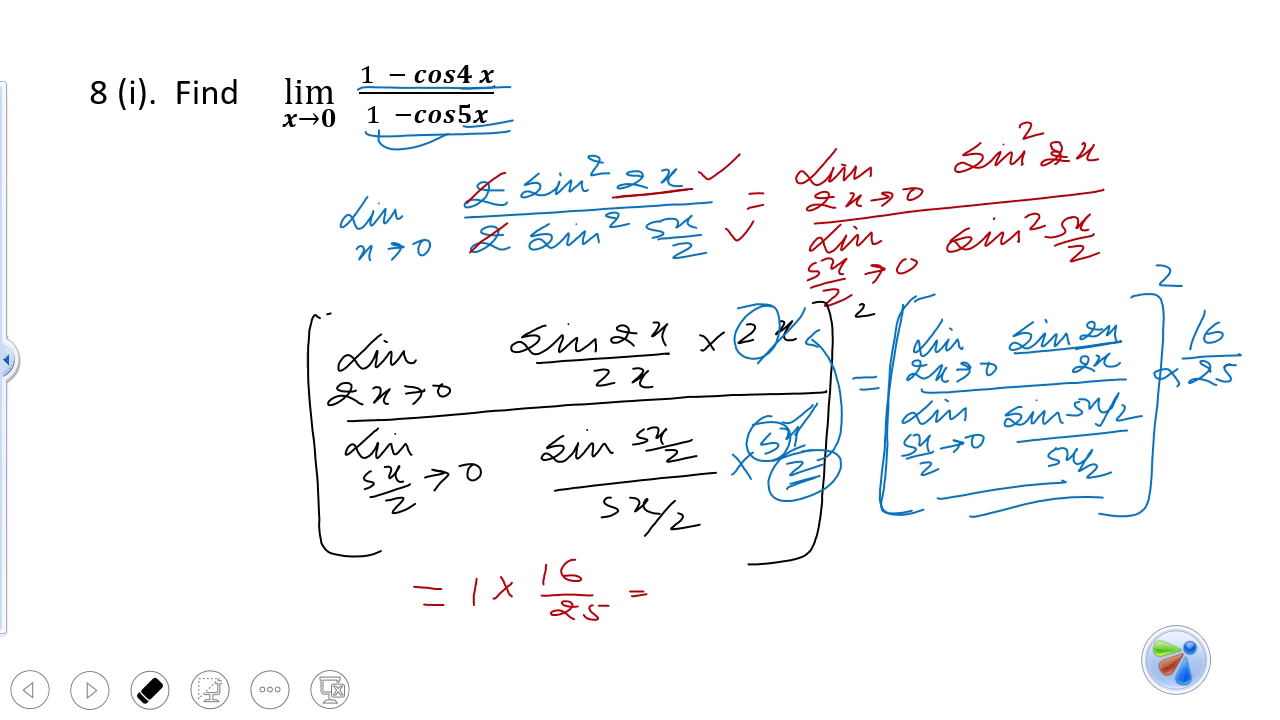 8 (i). Find lim x→0 1 − cos4x / 1 − cos5x
Lim x→0 2 sin² 2x / 2 sin² 5x/2 = Lim 2x→0 sin² 2x / Lim 5x/2→0 sin² 5x/2
[ Lim 2x→0 sin 2x / 2x × 2x / Lim 5x/2→0 sin 5x/2 / 5x/2 × 5x/2 ]² = [ Lim 2x→0 sin 2x / 2x / Lim 5x/2→0 sin 5x/2 / 5x/2 ]² × 16/25
= 1 × 16/25 =